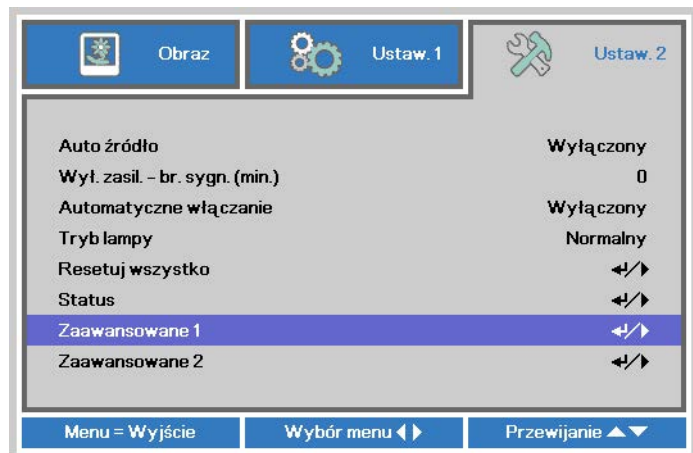 Obraz Ustaw. 1 Ustaw. 2
Auto źródło Wyłączony
Wył. zasil. – br. sygn. (min.) 0
Automatyczne włączanie Wyłączony
Tryb lampy Normalny
Resetuj wszystko
Status
Zaawansowane 1
Zaawansowane 2
Menu = Wyjście Wybór menu Przewijanie